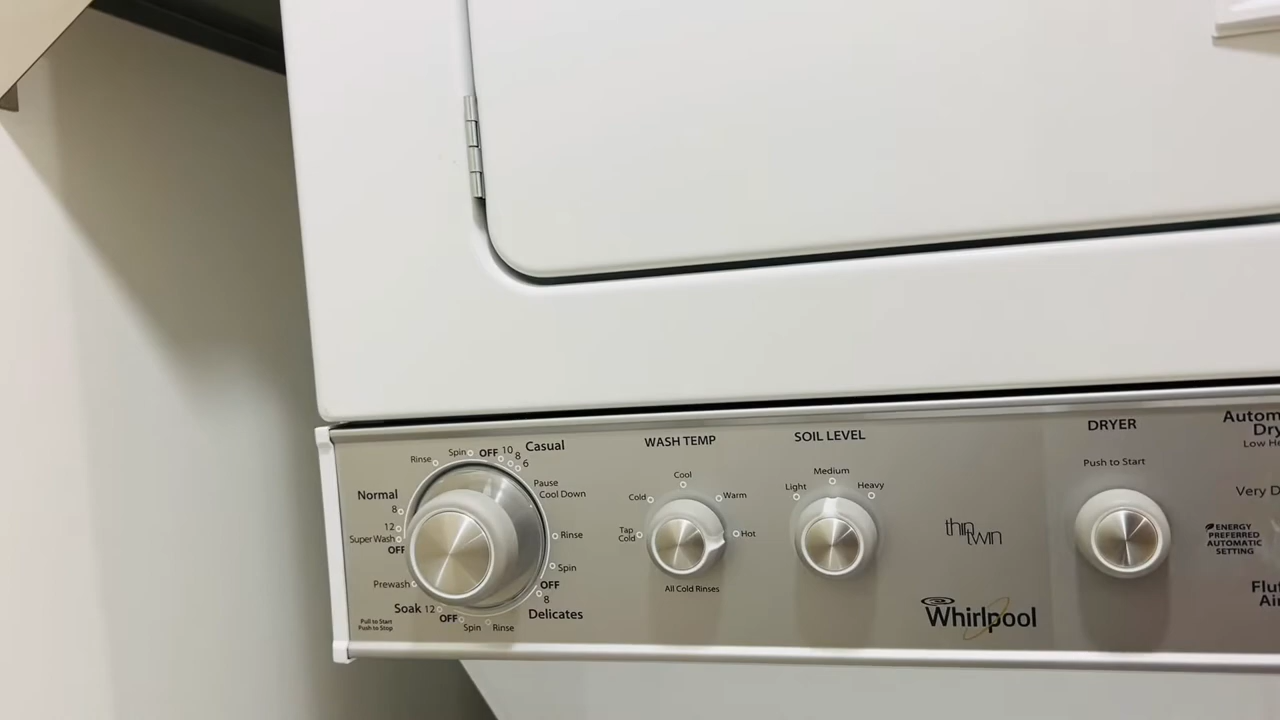 Casual
Spin OFF 10 8 6
Rinse
Pause
Cool Down
Normal
8
12
Super Wash
OFF
Rinse
Spin
Prewash
OFF
8
Soak 12
OFF
Spin Rinse
Delicates
Pull to Start
Push to Stop
WASH TEMP
Cool
Cold Warm
Tap
Cold
Hot
All Cold Rinses
SOIL LEVEL
Medium
Light Heavy
thin
twin
Whirlpool
DRYER
Push to Start
Low
Very
ENERGY
PREFERRED
AUTOMATIC
SETTING